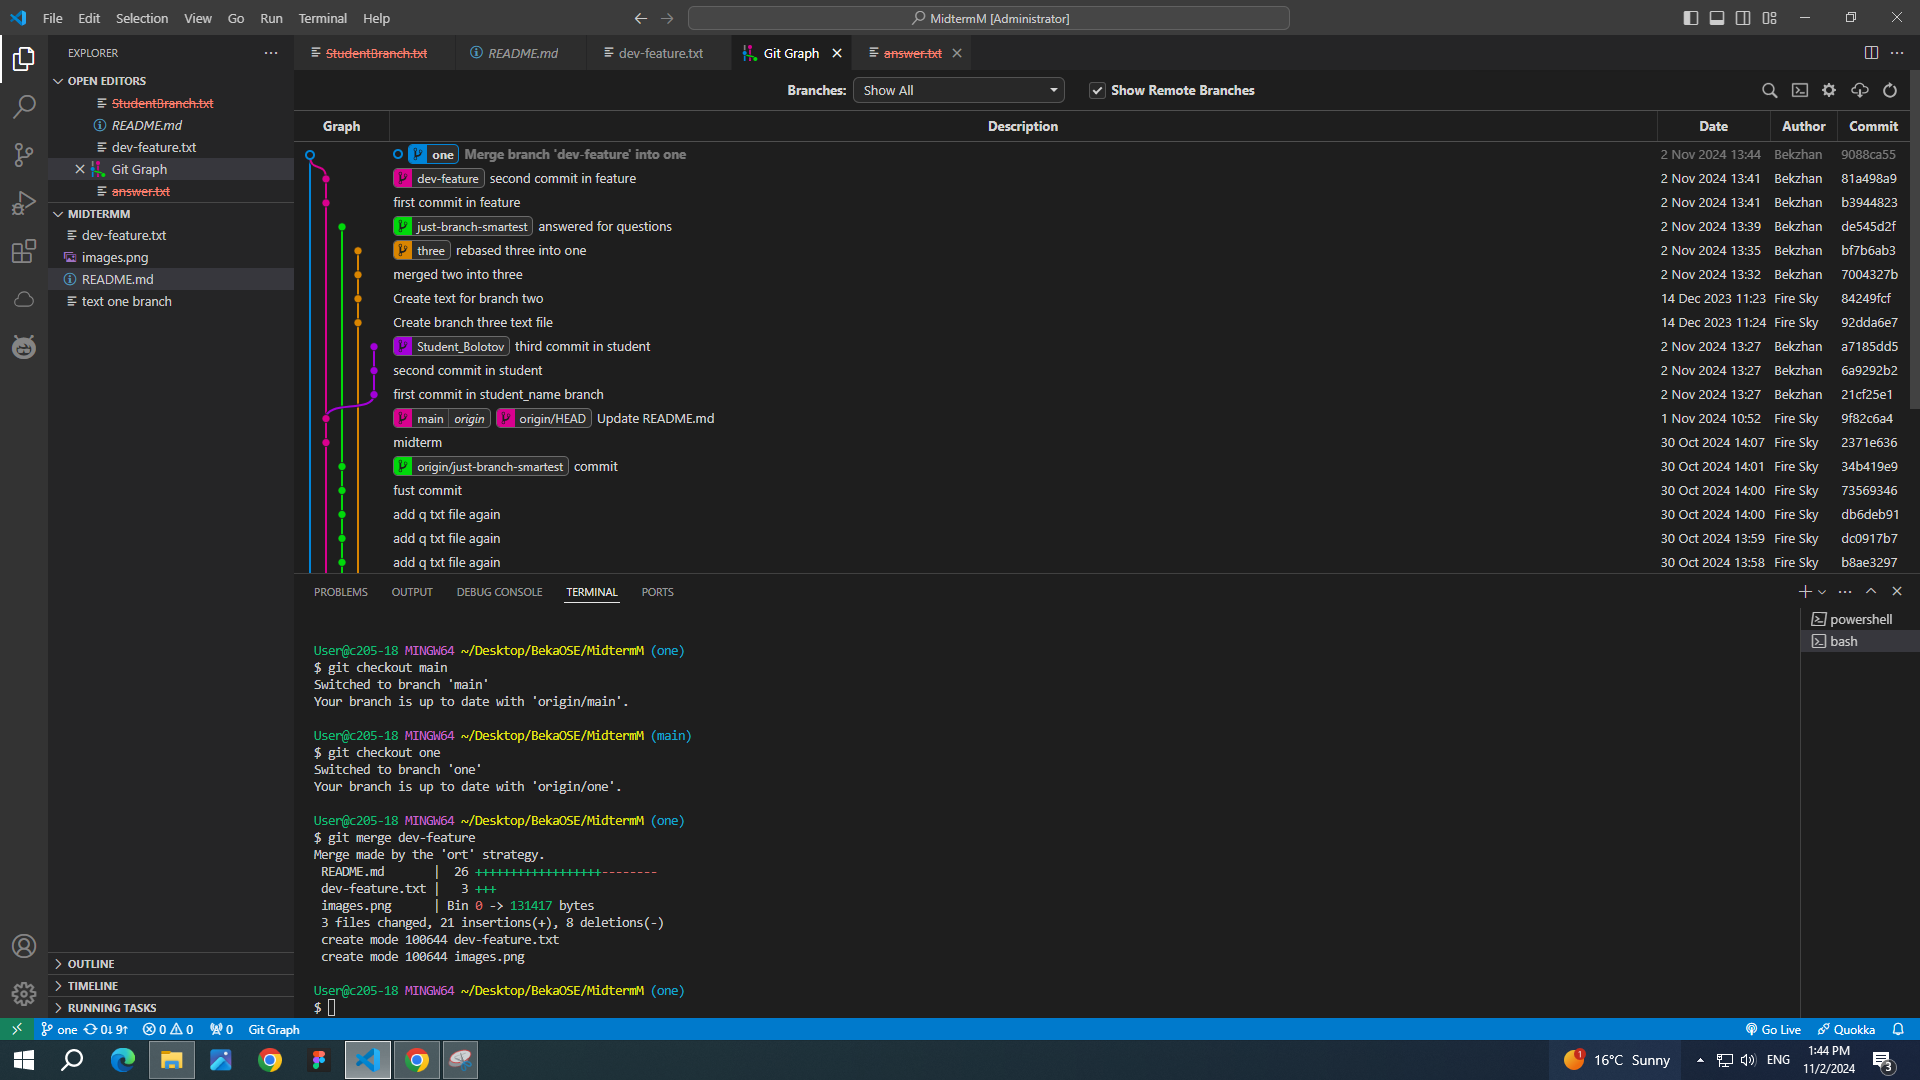 File Edit Selection View Go Run Terminal Help
MidtermM [Administrator]
EXPLORER
OPEN EDITORS
StudentBranch.txt
README.md
dev-feature.txt
Git Graph
answer.txt
MIDTERMM
dev-feature.txt
images.png
README.md
text one branch
OUTLINE
TIMELINE
RUNNING TASKS
StudentBranch.txt README.md dev-feature.txt Git Graph answer.txt
Branches: Show All Show Remote Branches
Graph Description Date Author Commit
one Merge branch 'dev-feature' into one 2 Nov 2024 13:44 Bekzhan 9088ca55
dev-feature second commit in feature 2 Nov 2024 13:41 Bekzhan 81a498a9
first commit in feature 2 Nov 2024 13:41 Bekzhan b3944823
just-branch-smartest answered for questions 2 Nov 2024 13:39 Bekzhan de545d2f
three rebased three into one 2 Nov 2024 13:35 Bekzhan bf7b6ab3
merged two into three 2 Nov 2024 13:32 Bekzhan 7004327b
Create text for branch two 14 Dec 2023 11:23 Fire Sky 84249fcf
Create branch three text file 14 Dec 2023 11:24 Fire Sky 92dda6e7
Student_Bolotov third commit in student 2 Nov 2024 13:27 Bekzhan a7185dd5
second commit in student 2 Nov 2024 13:27 Bekzhan 6a9292b2
first commit in student_name branch 2 Nov 2024 13:27 Bekzhan 21cf25e1
main origin origin/HEAD Update README.md 1 Nov 2024 10:52 Bekzhan 9f82c6a4
midterm 30 Oct 2024 14:07 Fire Sky 2371e636
origin/just-branch-smartest commit 30 Oct 2024 14:01 Fire Sky 34b419e9
fust commit 30 Oct 2024 14:00 Fire Sky 73569346
add q txt file again 30 Oct 2024 14:00 Fire Sky db6deb91
add q txt file again 30 Oct 2024 13:59 Fire Sky dc0917b7
add q txt file again 30 Oct 2024 13:58 Fire Sky b8ae3297
PROBLEMS OUTPUT DEBUG CONSOLE TERMINAL PORTS
powershell
bash
User@c205-18 MINGW64 ~/Desktop/BekaOSE/MidtermM (one)
$ git checkout main
Switched to branch 'main'
Your branch is up to date with 'origin/main'.
User@c205-18 MINGW64 ~/Desktop/BekaOSE/MidtermM (main)
$ git checkout one
Switched to branch 'one'
Your branch is up to date with 'origin/one'.
User@c205-18 MINGW64 ~/Desktop/BekaOSE/MidtermM (one)
$ git merge dev-feature
Merge made by the 'ort' strategy.
README.md | 26 ++++++++++++++++++--------
dev-feature.txt | 3 +++
images.png | Bin 0 -> 131417 bytes
3 files changed, 21 insertions(+), 8 deletions(-)
create mode 100644 dev-feature.txt
create mode 100644 images.png
User@c205-18 MINGW64 ~/Desktop/BekaOSE/MidtermM (one)
$
one 0↓ 9↑ 0 0 0 Git Graph Go Live Quokka
1 16°C Sunny ENG 1:44 PM
11/2/2024 3